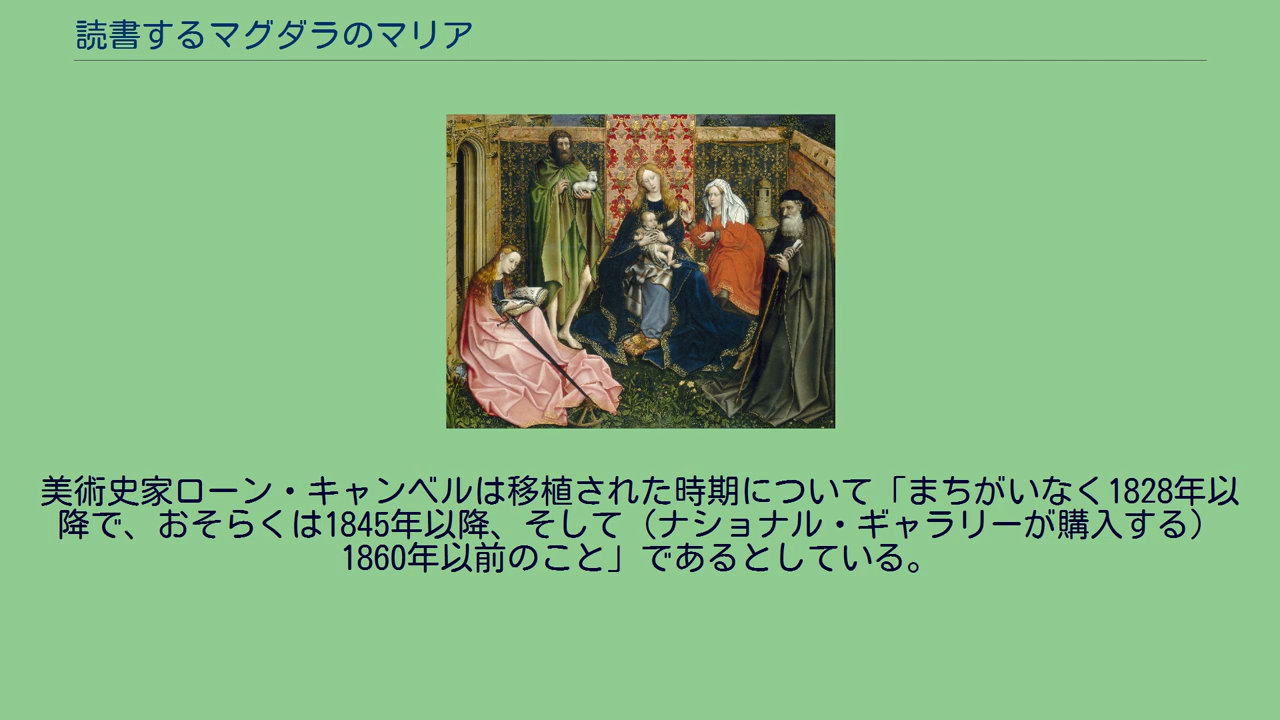 読書するマグダラのマリア
美術史家ローン・キャンベルは移植された時期について「まちがいなく1828年以
降で、おそらくは1845年以降、そして（ナショナル・ギャラリーが購入する）
1860年以前のこと」であるとしている。